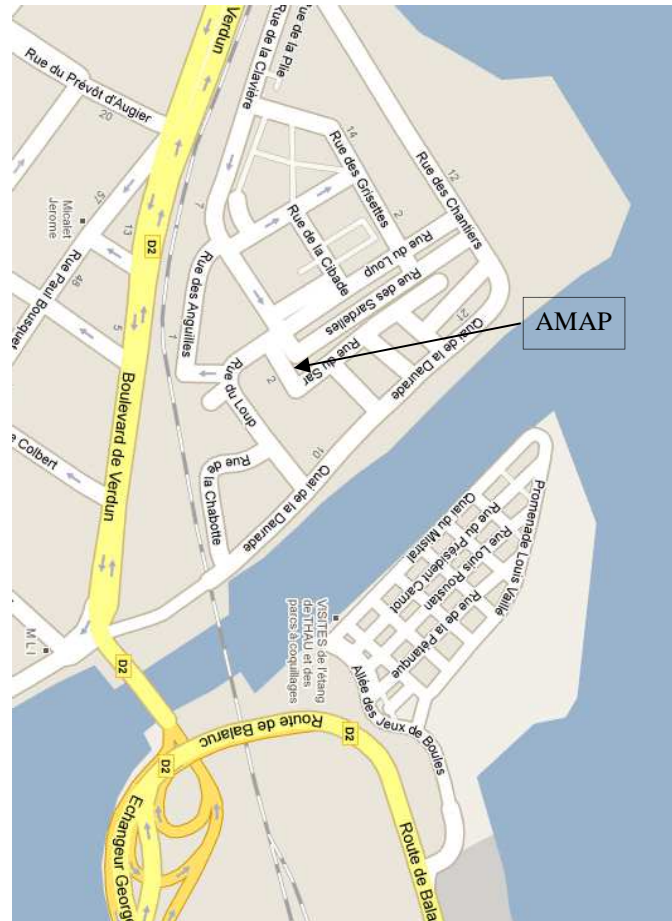 Verdun
Rue de la Pile
Rue de la Clavière
Rue du Prévôt d'Augier
20
14
12
Rue des Grisettes
Rue des Chantiers
57
Micalet
Jerome
7
2
13
D2
Rue de la Cibade
Rue du Loup
Rue Paul Bousquet
48
Rue des Anguilles
Rue des Sardelles
21
AMAP
5
1
Rue du Sar
Quai de la Daurade
2
Rue du Loup
Boulevard de Verdun
Colbert
10
Rue de
la Chabotte
Quai de la Daurade
Promenade Louis Vaillé
Quai du Mistral
Rue du Président Carnot
Rue Louis Roustan
Rue de la Pétanque
VISITES de l'étang
de THAU et des
parcs à coquillages
MLI
D2
Allée des Jeux de Boules
Route de Balaruc
D2
D2
Echangeur George
Route de Bala